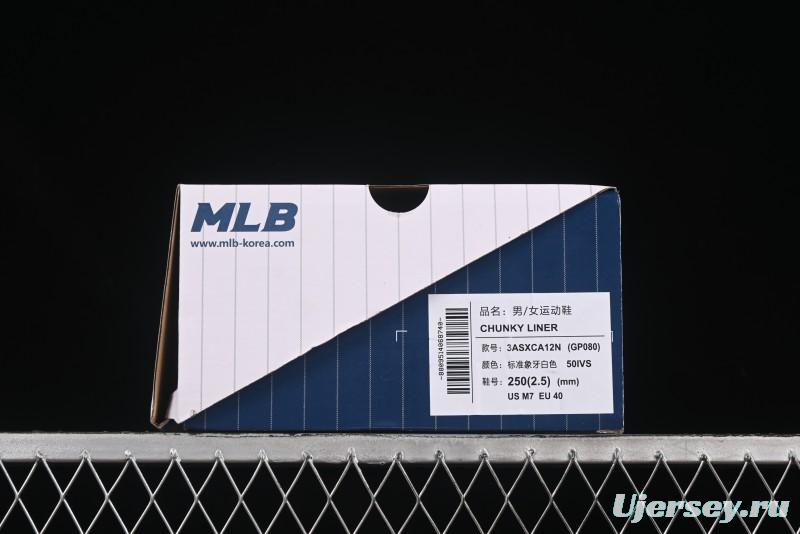 MLB
www.mlb-korea.com
品名: 男/女运动鞋
CHUNKY LINER
款号: 3ASXCA12N (GP080)
颜色: 标准象牙白色 50IVS
鞋号: 250(2.5) (mm)
US M7 EU 40
-8809514068740-
Ujersey.ru